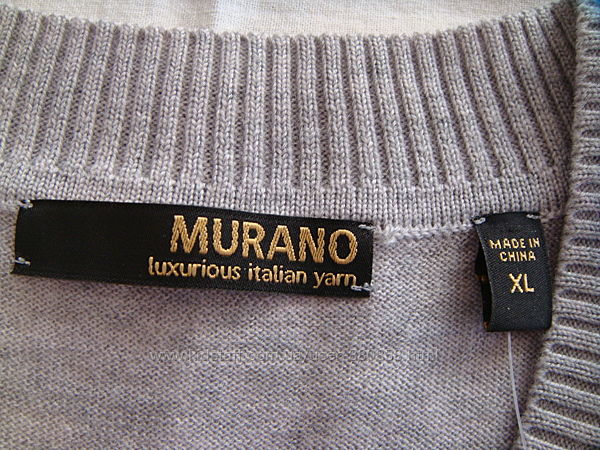 MURANO
luxurious italian yarn
MADE IN
CHINA
XL